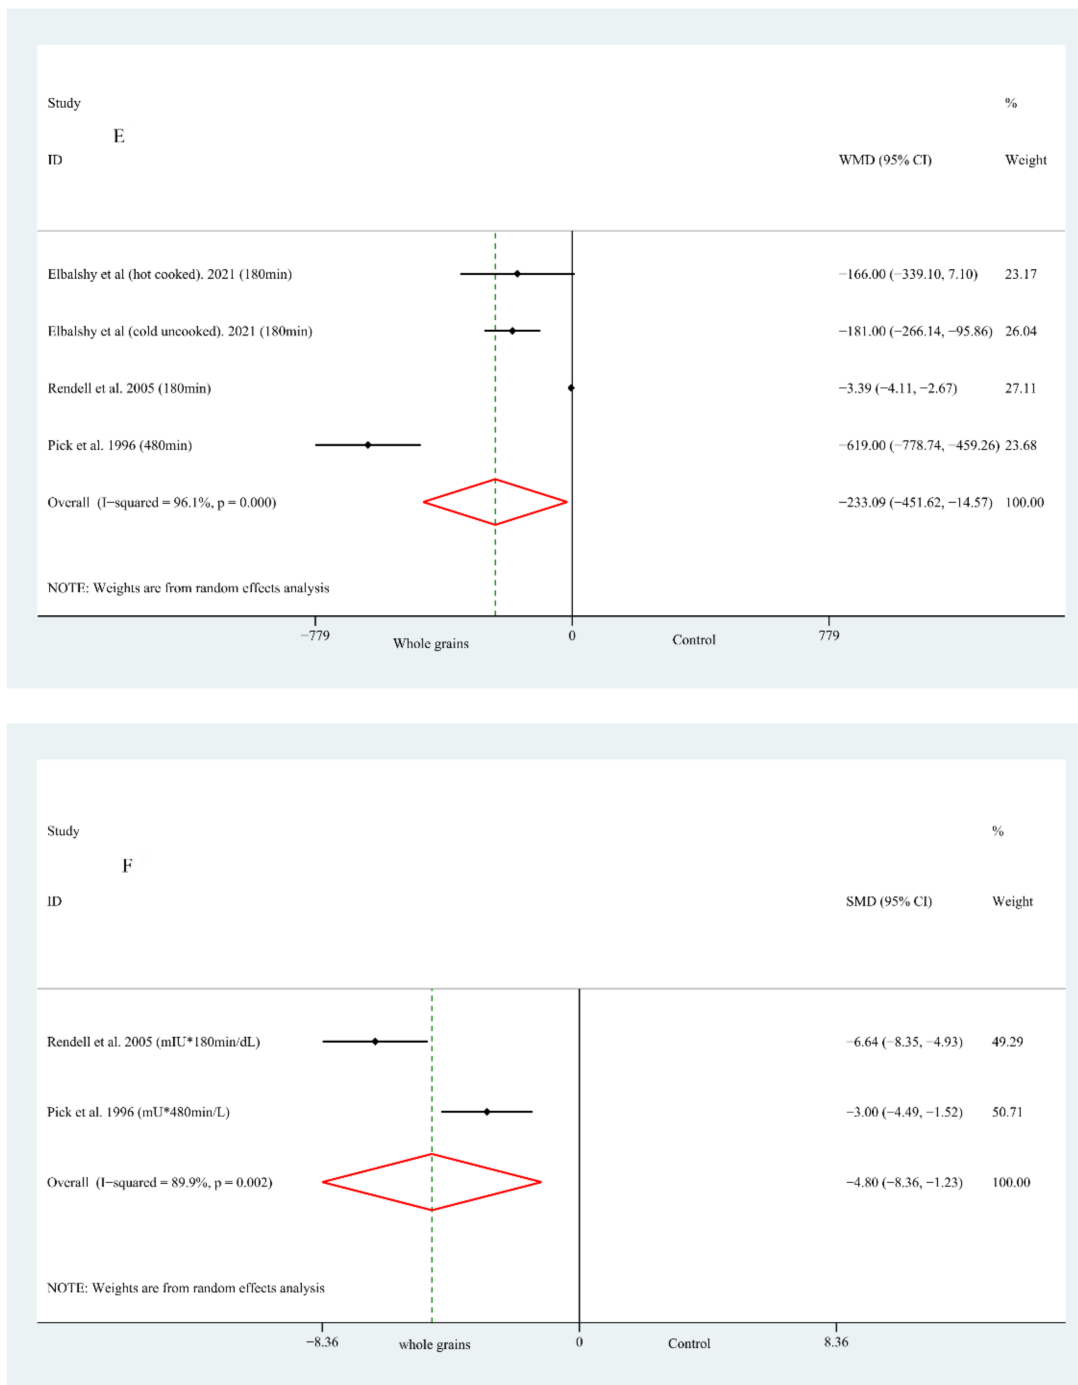 Study %
E
ID WMD (95% CI) Weight
Elbalshy et al (hot cooked). 2021 (180min) −166.00 (−339.10, 7.10) 23.17
Elbalshy et al (cold uncooked). 2021 (180min) −181.00 (−266.14, −95.86) 26.04
Rendell et al. 2005 (180min) −3.39 (−4.11, −2.67) 27.11
Pick et al. 1996 (480min) −619.00 (−778.74, −459.26) 23.68
Overall (I−squared = 96.1%, p = 0.000) −233.09 (−451.62, −14.57) 100.00
NOTE: Weights are from random effects analysis
−779 0 779
Whole grains Control
Study %
F
ID SMD (95% CI) Weight
Rendell et al. 2005 (mIU*180min/dL) −6.64 (−8.35, −4.93) 49.29
Pick et al. 1996 (mU*480min/L) −3.00 (−4.49, −1.52) 50.71
Overall (I−squared = 89.9%, p = 0.002) −4.80 (−8.36, −1.23) 100.00
NOTE: Weights are from random effects analysis
−8.36 0 8.36
whole grains Control